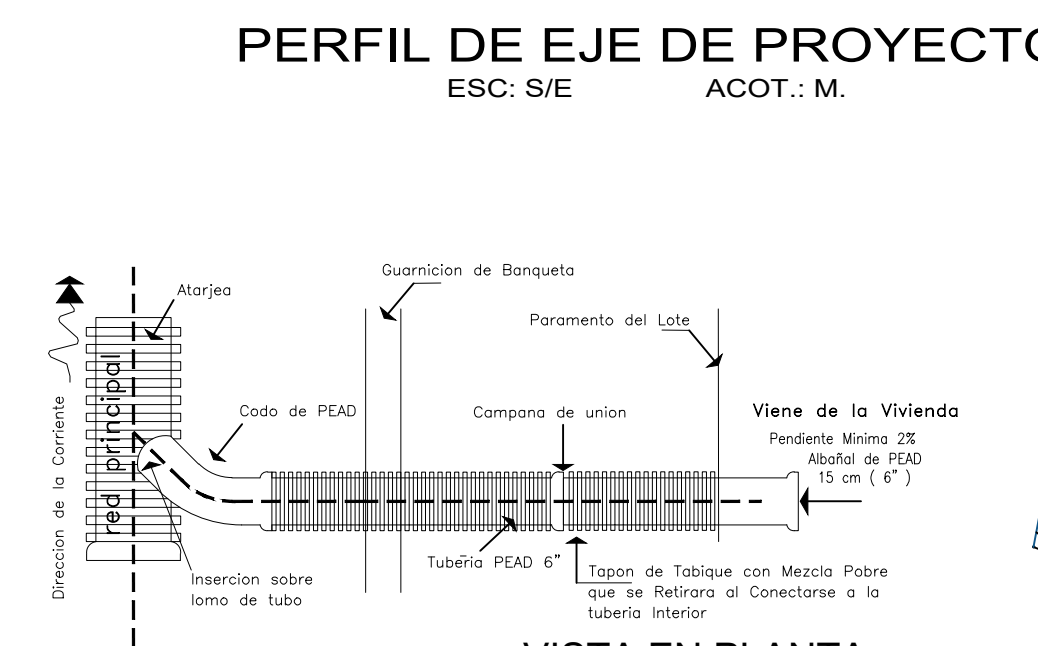 PERFIL DE EJE DE PROYECTO
ESC: S/E
ACOT.: M.
Guarnicion de Banqueta
Atarjea
Paramento del Lote
Codo de PEAD
Campana de union
Viene de la Vivienda
Pendiente Minima 2%
Albañal de PEAD
15 cm ( 6" )
red principal
Direccion de la Corriente
Tuberia PEAD 6"
Insercion sobre
lomo de tubo
Tapon de Tabique con Mezcla Pobre
que se Retirara al Conectarse a la
tuberia Interior
VISTA EN PLANTA